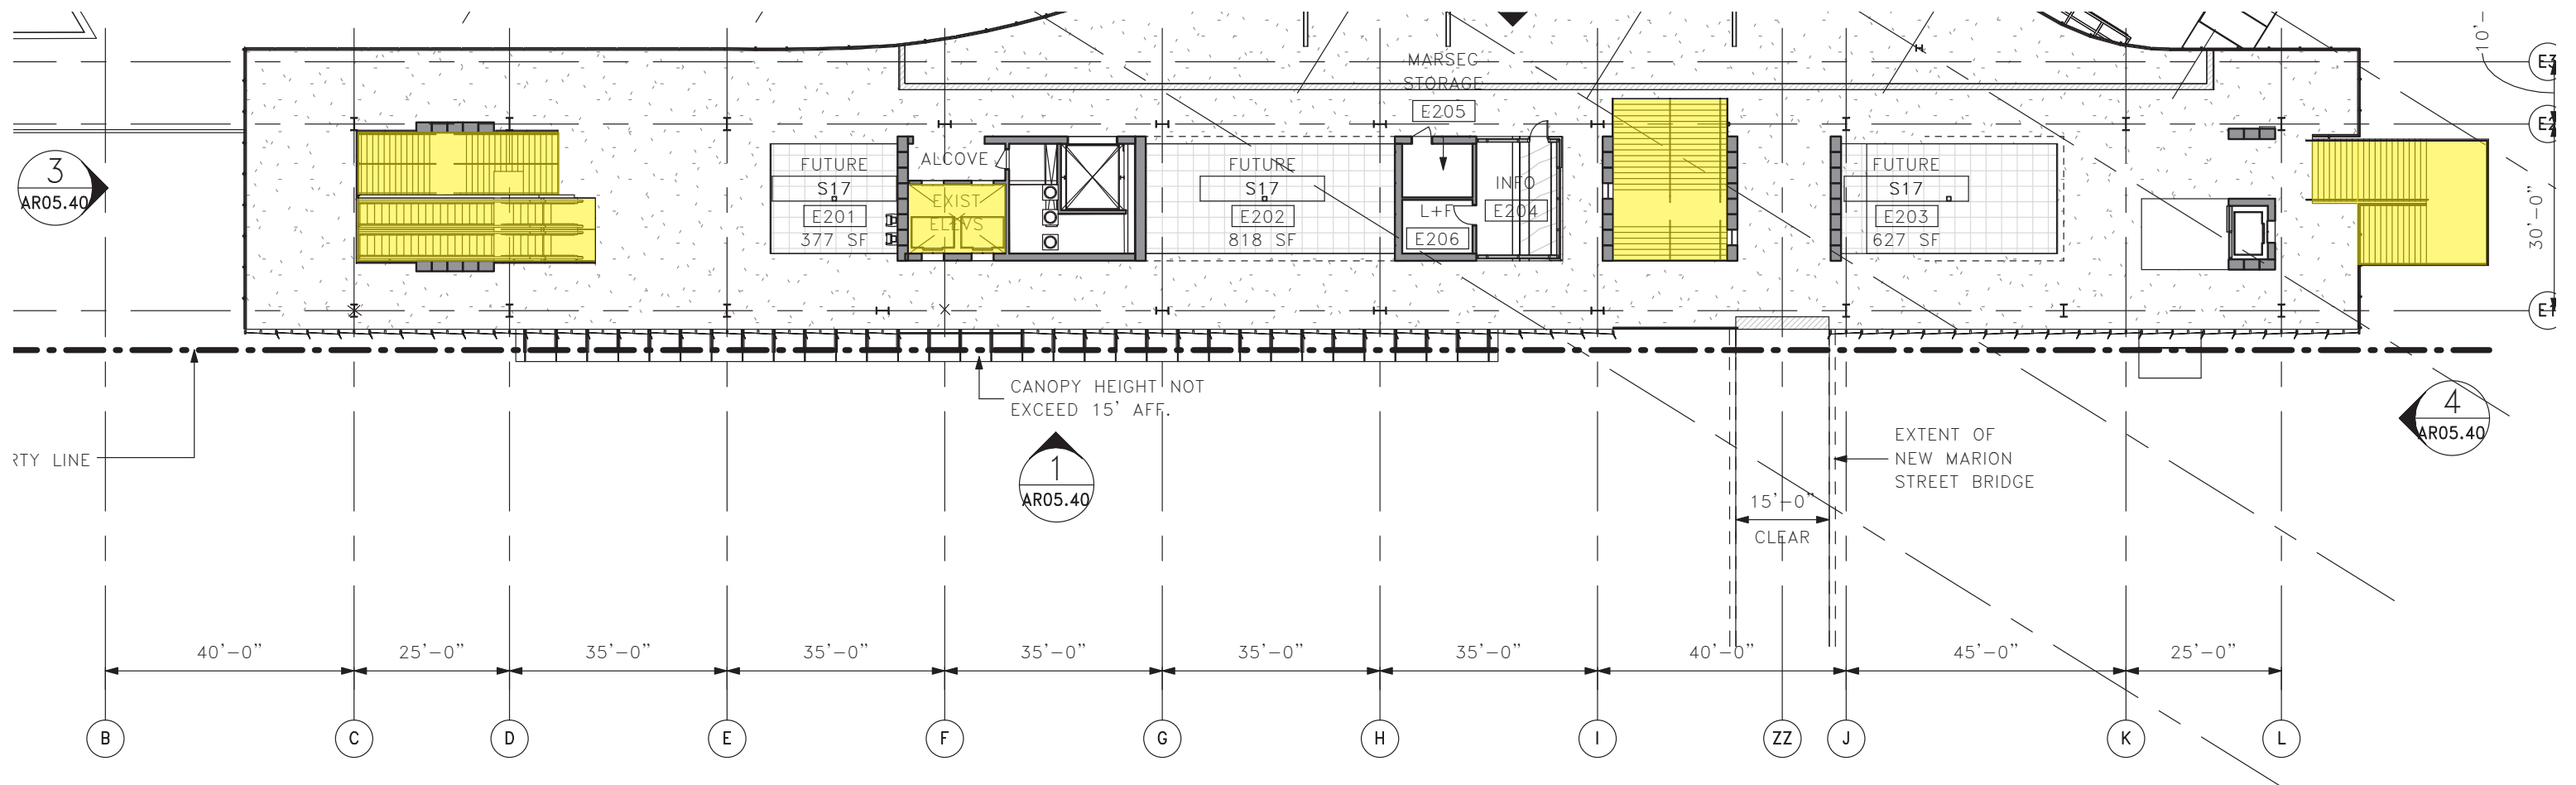 10'-
MARSEC
STORAGE
E205
E3
E2
3
AR05.40
FUTURE
S17
E201
377 SF
ALCOVE
EXIST
ELEVS
FUTURE
S17
E202
818 SF
L+F
E206
INFO
E204
FUTURE
S17
E203
627 SF
30'-0"
E1
CANOPY HEIGHT NOT
EXCEED 15' AFF.
RTY LINE
1
AR05.40
EXTENT OF
NEW MARION
STREET BRIDGE
4
AR05.40
15'-0"
CLEAR
40'-0" 25'-0" 35'-0" 35'-0" 35'-0" 35'-0" 35'-0" 40'-0" 45'-0" 25'-0"
B C D E F G H I ZZ J K L